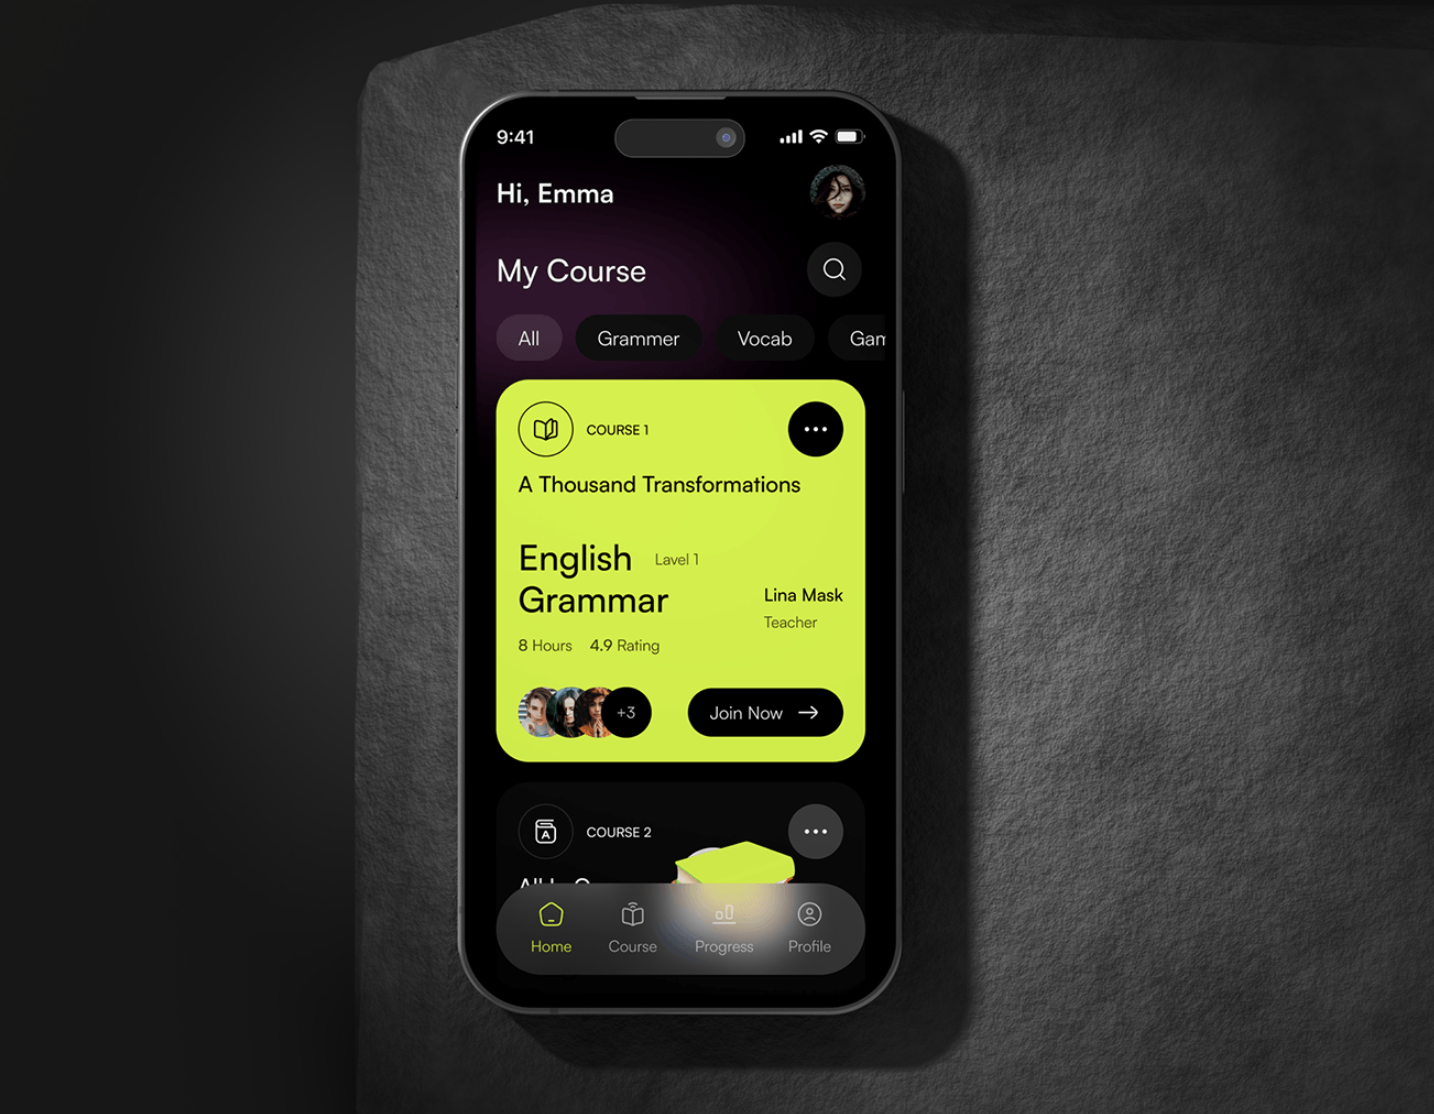 9:41
Hi, Emma
My Course
All Grammer Vocab Gam
COURSE 1
A Thousand Transformations
English Lavel 1
Grammar
Lina Mask
Teacher
8 Hours 4.9 Rating
+3 Join Now
COURSE 2
Home Course Progress Profile